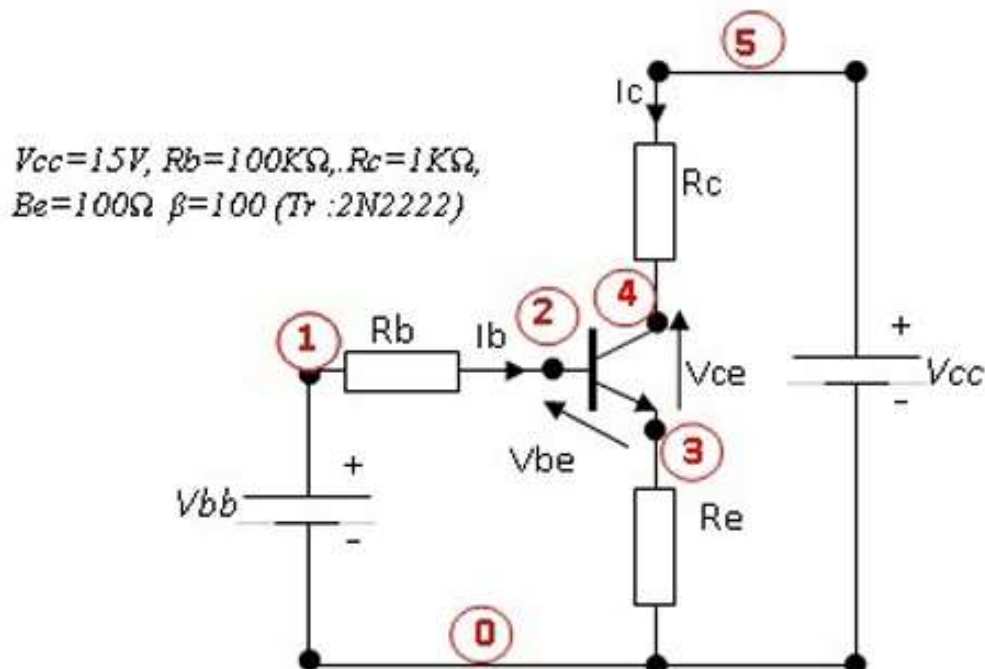 5
Ic
Vcc=15V, Rb=100KΩ,.Rc=1KΩ,
Be=100Ω β=100 (Tr :2N2222)
Rc
4
2
1
Rb
Ib
+
Vce
Vcc
-
3
Vbe
+
Vbb
-
Re
0